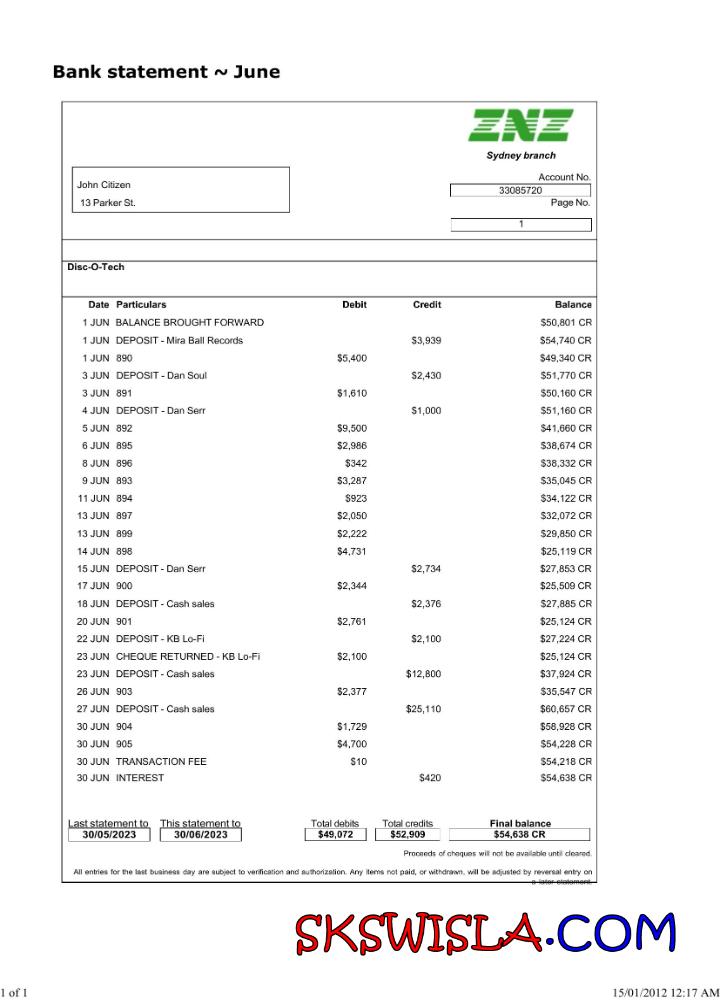 Bank statement ~ June
ZNZ
Sydney branch
Account No.
John Citizen
33085720
13 Parker St.
Page No.
1
Disc-O-Tech
Date Particulars Debit Credit Balance
1 JUN BALANCE BROUGHT FORWARD $50,801 CR
1 JUN DEPOSIT - Mira Ball Records $3,939 $54,740 CR
1 JUN 890 $5,400 $49,340 CR
3 JUN DEPOSIT - Dan Soul $2,430 $51,770 CR
3 JUN 891 $1,610 $50,160 CR
4 JUN DEPOSIT - Dan Serr $1,000 $51,160 CR
5 JUN 892 $9,500 $41,660 CR
6 JUN 895 $2,986 $38,674 CR
8 JUN 896 $342 $38,332 CR
9 JUN 893 $3,287 $35,045 CR
11 JUN 894 $923 $34,122 CR
13 JUN 897 $2,050 $32,072 CR
13 JUN 899 $2,222 $29,850 CR
14 JUN 898 $4,731 $25,119 CR
15 JUN DEPOSIT - Dan Serr $2,734 $27,853 CR
17 JUN 900 $2,344 $25,509 CR
18 JUN DEPOSIT - Cash sales $2,376 $27,885 CR
20 JUN 901 $2,761 $25,124 CR
22 JUN DEPOSIT - KB Lo-Fi $2,100 $27,224 CR
23 JUN CHEQUE RETURNED - KB Lo-Fi $2,100 $25,124 CR
23 JUN DEPOSIT - Cash sales $12,800 $37,924 CR
26 JUN 903 $2,377 $35,547 CR
27 JUN DEPOSIT - Cash sales $25,110 $60,657 CR
30 JUN 904 $1,729 $58,928 CR
30 JUN 905 $4,700 $54,228 CR
30 JUN TRANSACTION FEE $10 $54,218 CR
30 JUN INTEREST $420 $54,638 CR
Last statement to This statement to Total debits Total credits Final balance
30/05/2023 30/06/2023 $49,072 $52,909 $54,638 CR
Proceeds of cheques will not be available until cleared.
All entries for the last business day are subject to verification and authorization. Any items not paid, or withdrawn, will be adjusted by reversal entry on
a later statement.
SKSWISLA.COM
1 of 1 15/01/2012 12:17 AM